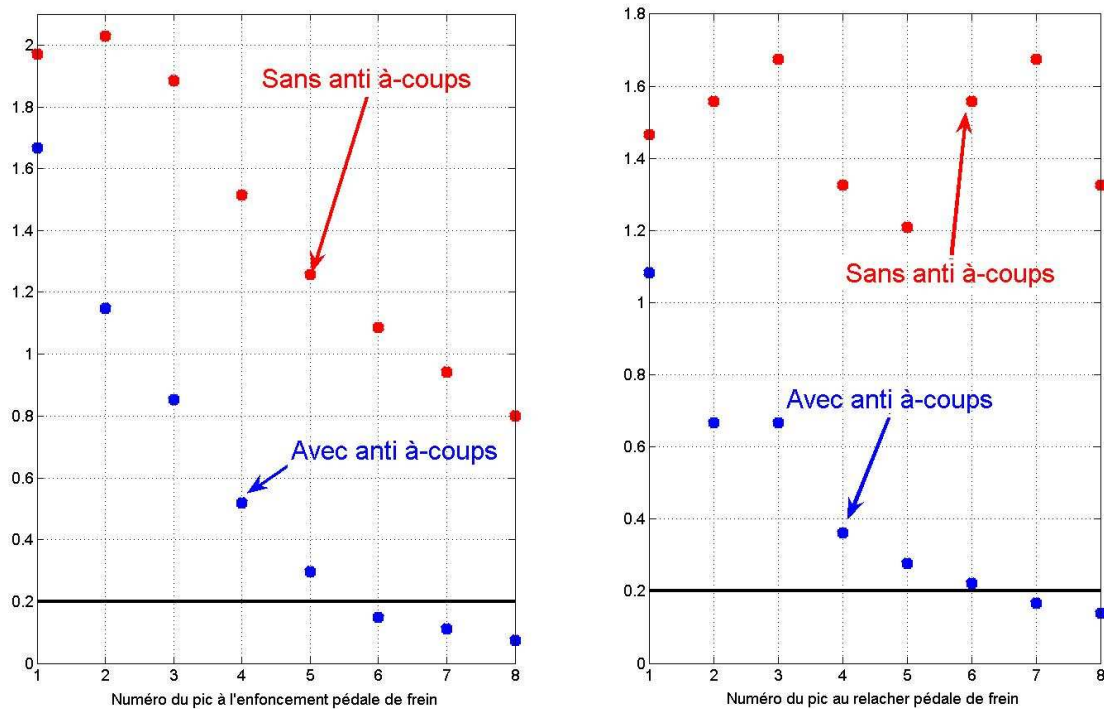 2
1.8
1.6
1.4
1.2
1
0.8
0.6
0.4
0.2
0
Sans anti à-coups
Avec anti à-coups
1 2 3 4 5 6 7 8
Numéro du pic à l'enfoncement pédale de frein
1.8
1.6
1.4
1.2
1
0.8
0.6
0.4
0.2
0
Sans anti à-coups
Avec anti à-coups
1 2 3 4 5 6 7 8
Numéro du pic au relacher pédale de frein